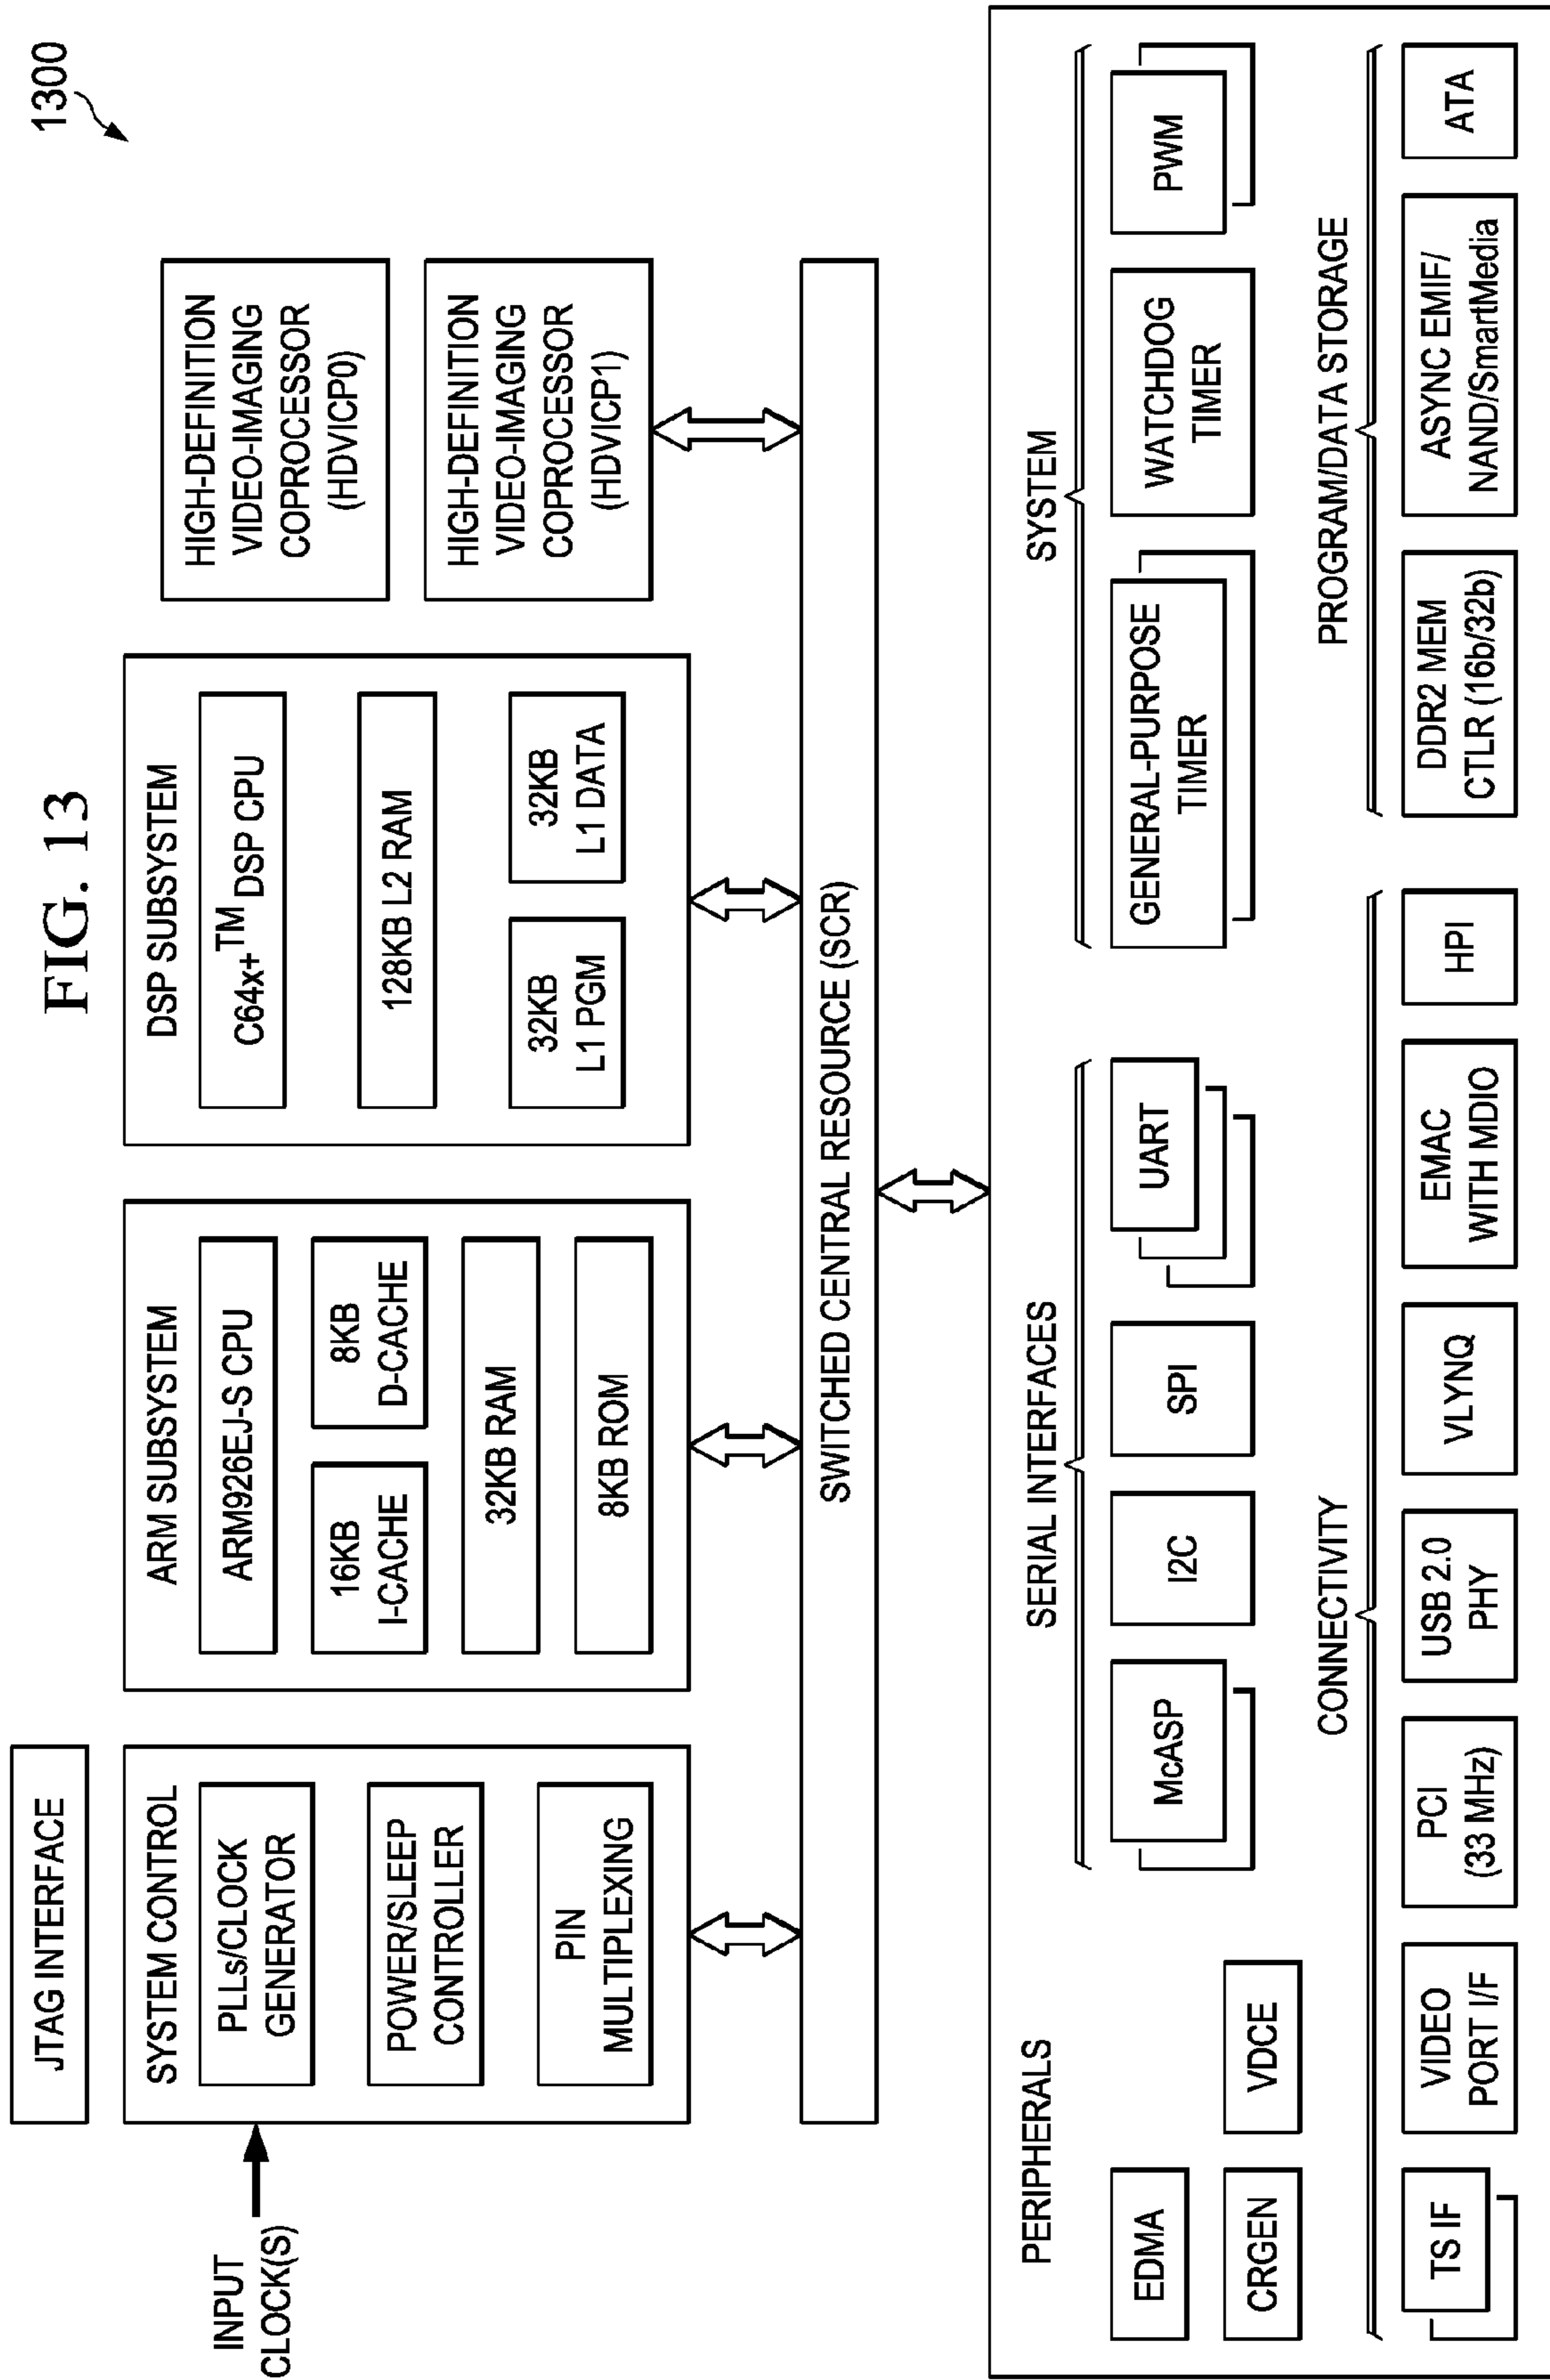 FIG. 13
1300
JTAG INTERFACE
INPUT
CLOCK(S)
SYSTEM CONTROL
PLLs/CLOCK
GENERATOR
POWER/SLEEP
CONTROLLER
PIN
MULTIPLEXING
ARM SUBSYSTEM
ARM926EJ-S CPU
16KB
I-CACHE
8KB
D-CACHE
32KB RAM
8KB ROM
DSP SUBSYSTEM
C64x+TM DSP CPU
128KB L2 RAM
32KB
L1 PGM
32KB
L1 DATA
HIGH-DEFINITION
VIDEO-IMAGING
COPROCESSOR
(HDVICP0)
HIGH-DEFINITION
VIDEO-IMAGING
COPROCESSOR
(HDVICP1)
SWITCHED CENTRAL RESOURCE (SCR)
PERIPHERALS
EDMA
CRGEN
VDCE
SERIAL INTERFACES
McASP
I2C
SPI
UART
SYSTEM
GENERAL-PURPOSE
TIMER
WATCHDOG
TIMER
PWM
CONNECTIVITY
TS IF
VIDEO
PORT I/F
PCI
(33 MHz)
USB 2.0
PHY
VLYNQ
EMAC
WITH MDIO
HPI
PROGRAM/DATA STORAGE
DDR2 MEM
CTLR (16b/32b)
ASYNC EMIF/
NAND/SmartMedia
ATA